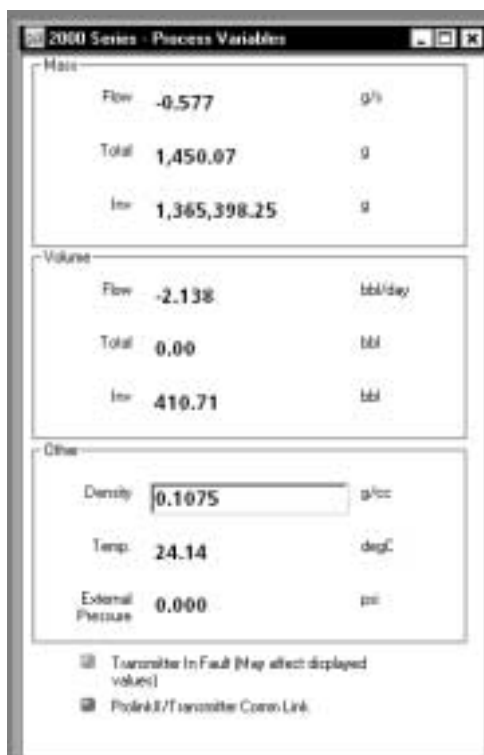 2000 Series - Process Variables
Mass
Flow -0.577 g/s
Total 1,450.07 g
Inv 1,365,398.25 g
Volume
Flow -2.138 bbl/day
Total 0.00 bbl
Inv 410.71 bbl
Other
Density 0.1075 g/cc
Temp. 24.14 degC
External
Pressure 0.000 psi
Transmitter In Fault (May affect displayed
values)
ProlinkII/Transmitter Comm Link